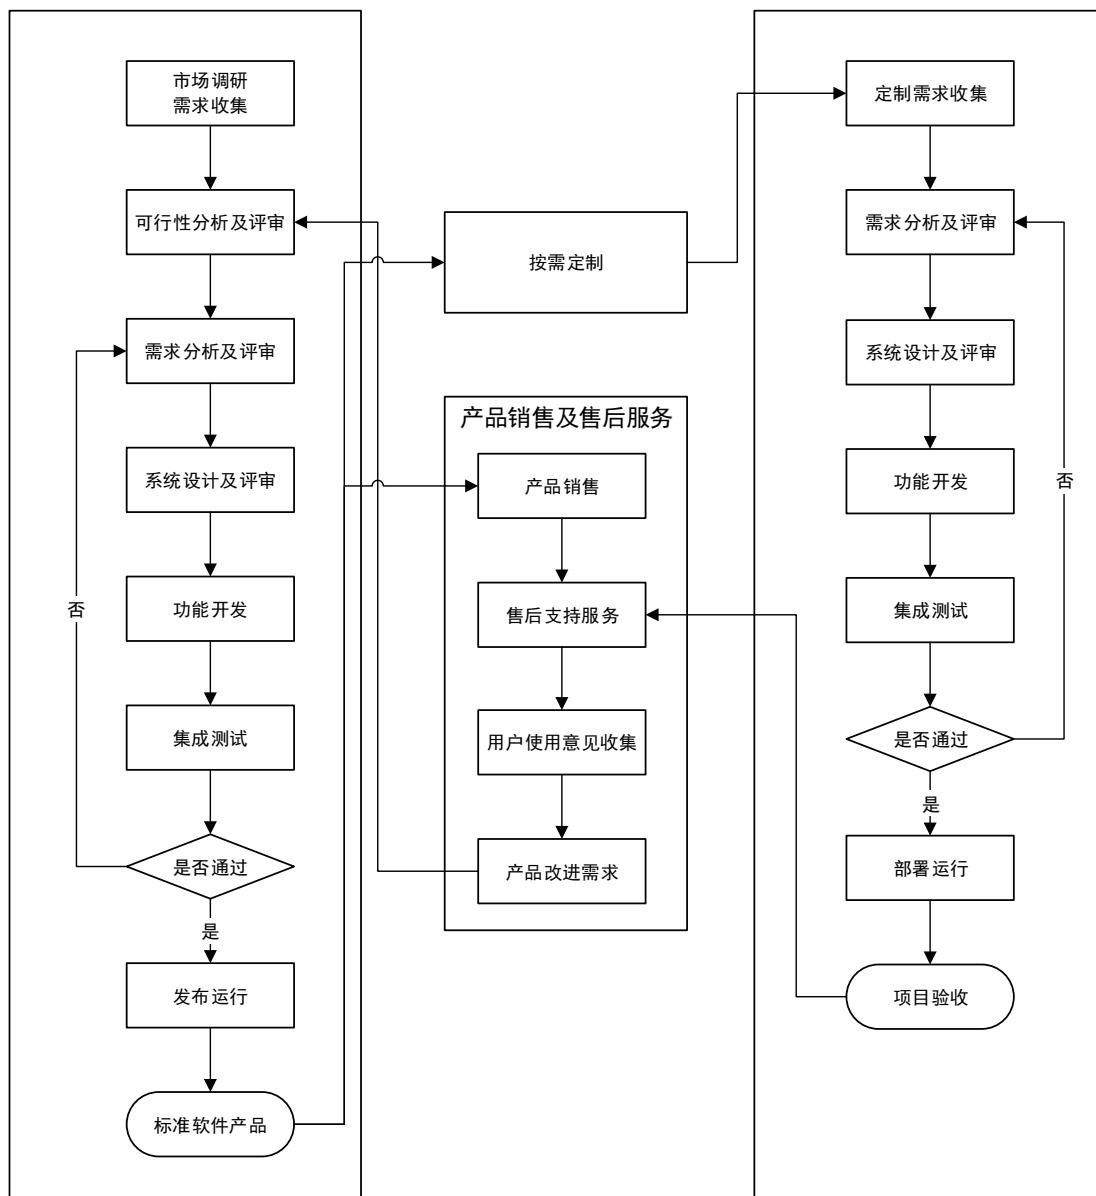 市场调研
需求收集
可行性分析及评审
需求分析及评审
系统设计及评审
功能开发
否
集成测试
是否通过
是
发布运行
标准软件产品
按需定制
产品销售及售后服务
产品销售
售后支持服务
用户使用意见收集
产品改进需求
定制需求收集
需求分析及评审
系统设计及评审
功能开发
否
集成测试
是否通过
是
部署运行
项目验收